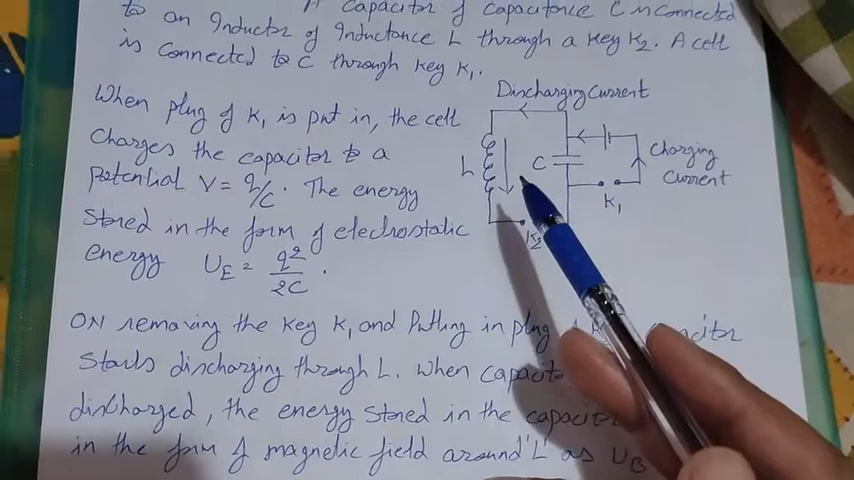 A Capacitor of Capacitance C is connected
to an Inductor of Inductance L through a Key K2. A cell
is connected to C through key K1.
When plug of K1 is put in, the cell
Charges the capacitor to a
Potential V = q/C. The energy
Stored in the form of electrostatic
energy UE = q²/2C.
Discharging Current
L
C
Charging
Current
K1
K2
ON removing the key K1 and Putting in plug of
Starts discharging through L. When
discharged, the energy stored in the
in the form of magnetic field around 'L' as UB